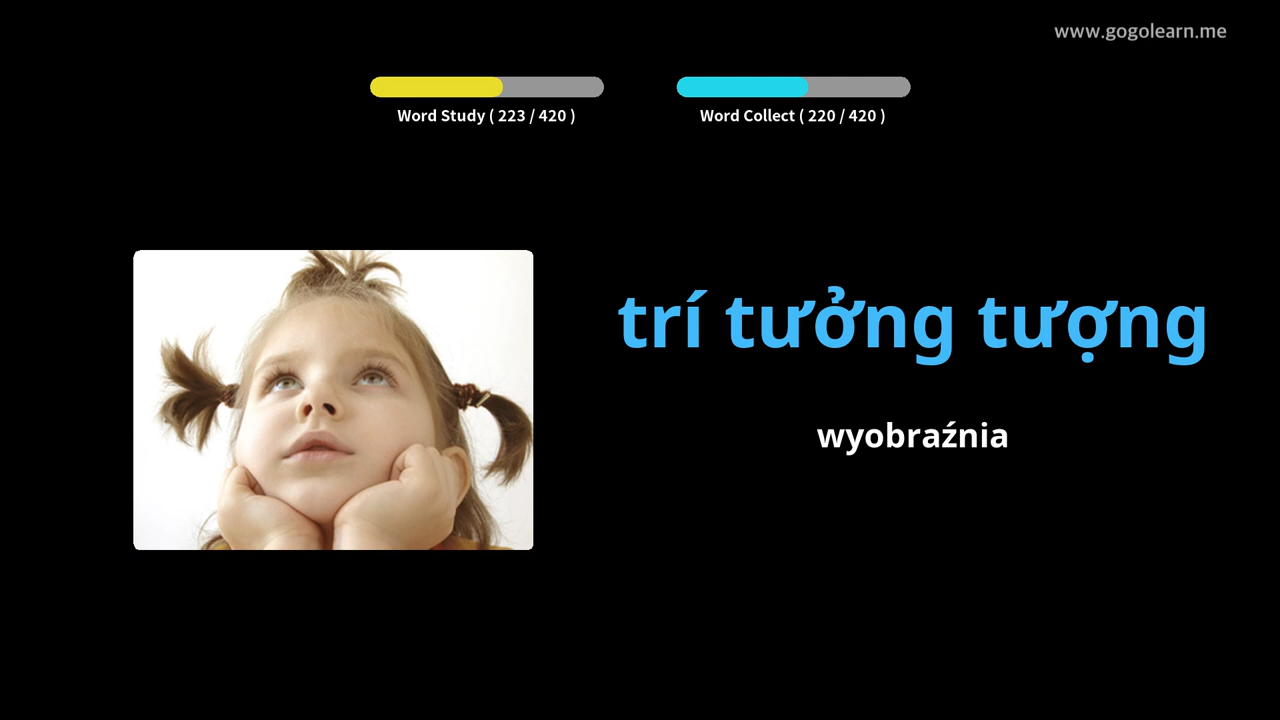 www.gogolearn.me
Word Study ( 223 / 420 )
Word Collect ( 220 / 420 )
trí tưởng tượng
wyobraźnia